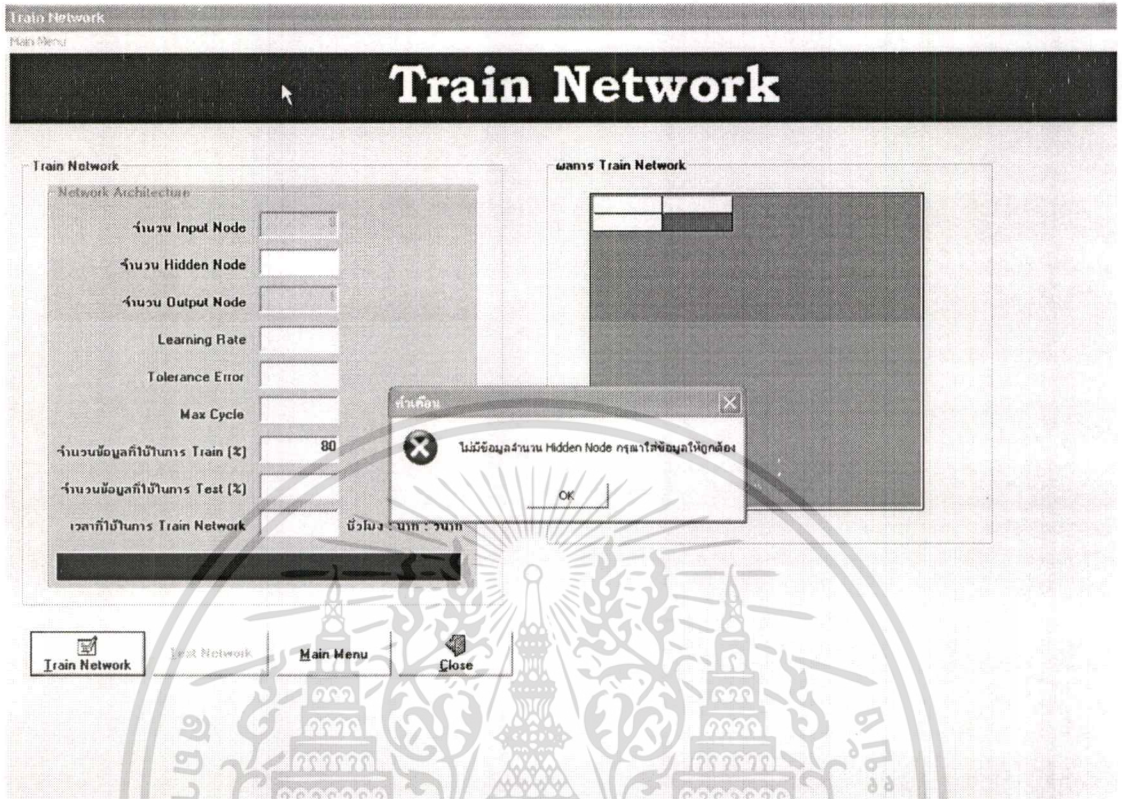 Train Network
Main Menu
Train Network
Train Network
Network Architecture
จำนวน Input Node
จำนวน Hidden Node
จำนวน Output Node
Learning Rate
Tolerance Error
Max Cycle
จำนวนข้อมูลที่ใช้ในการ Train (%) 80
จำนวนข้อมูลที่ใช้ในการ Test (%)
เวลาที่ใช้ในการ Train Network ชั่วโมง : นาที : วินาที
ผลการ Train Network
คำเตือน
ไม่มีข้อมูลจำนวน Hidden Node กรุณาใส่ข้อมูลให้ถูกต้อง
OK
Train Network
Test Network
Main Menu
Close